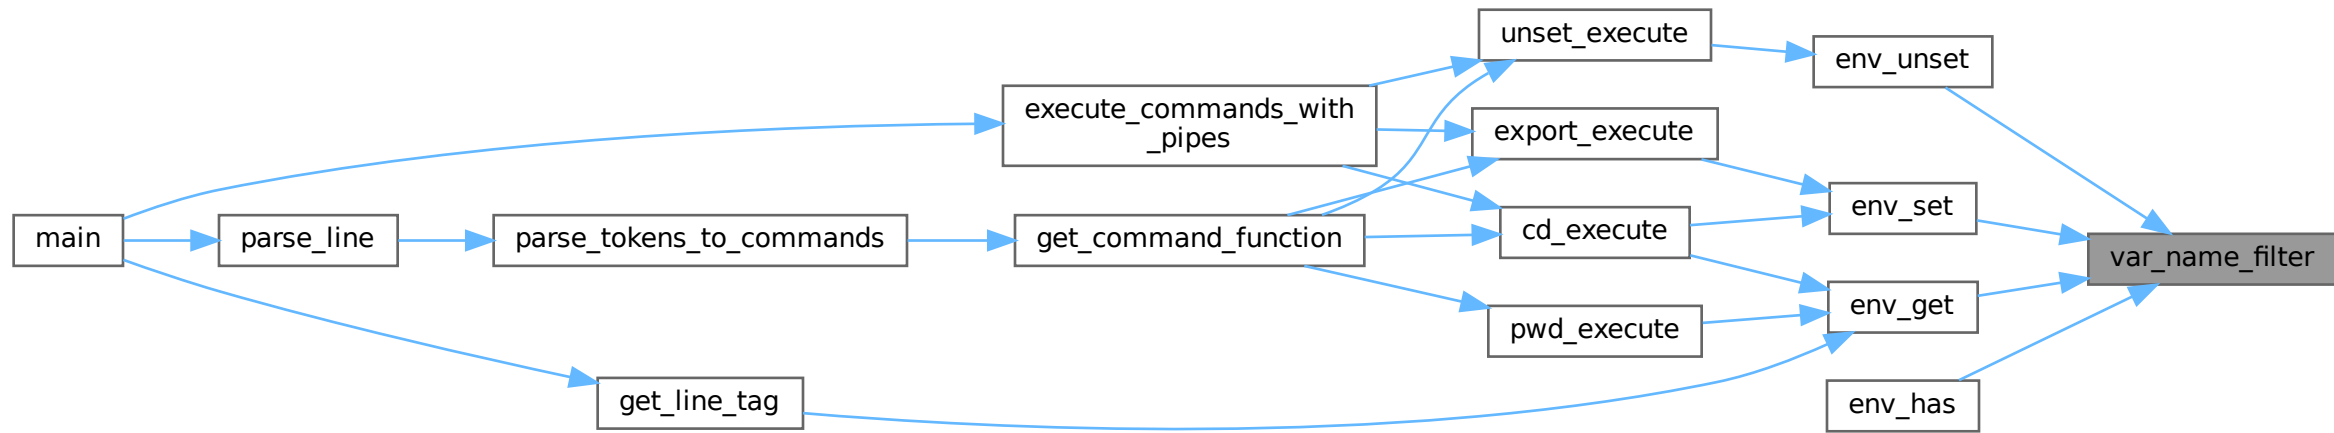 unset_execute
env_unset
execute_commands_with
_pipes
export_execute
env_set
main
parse_line
parse_tokens_to_commands
get_command_function
cd_execute
var_name_filter
env_get
pwd_execute
get_line_tag
env_has